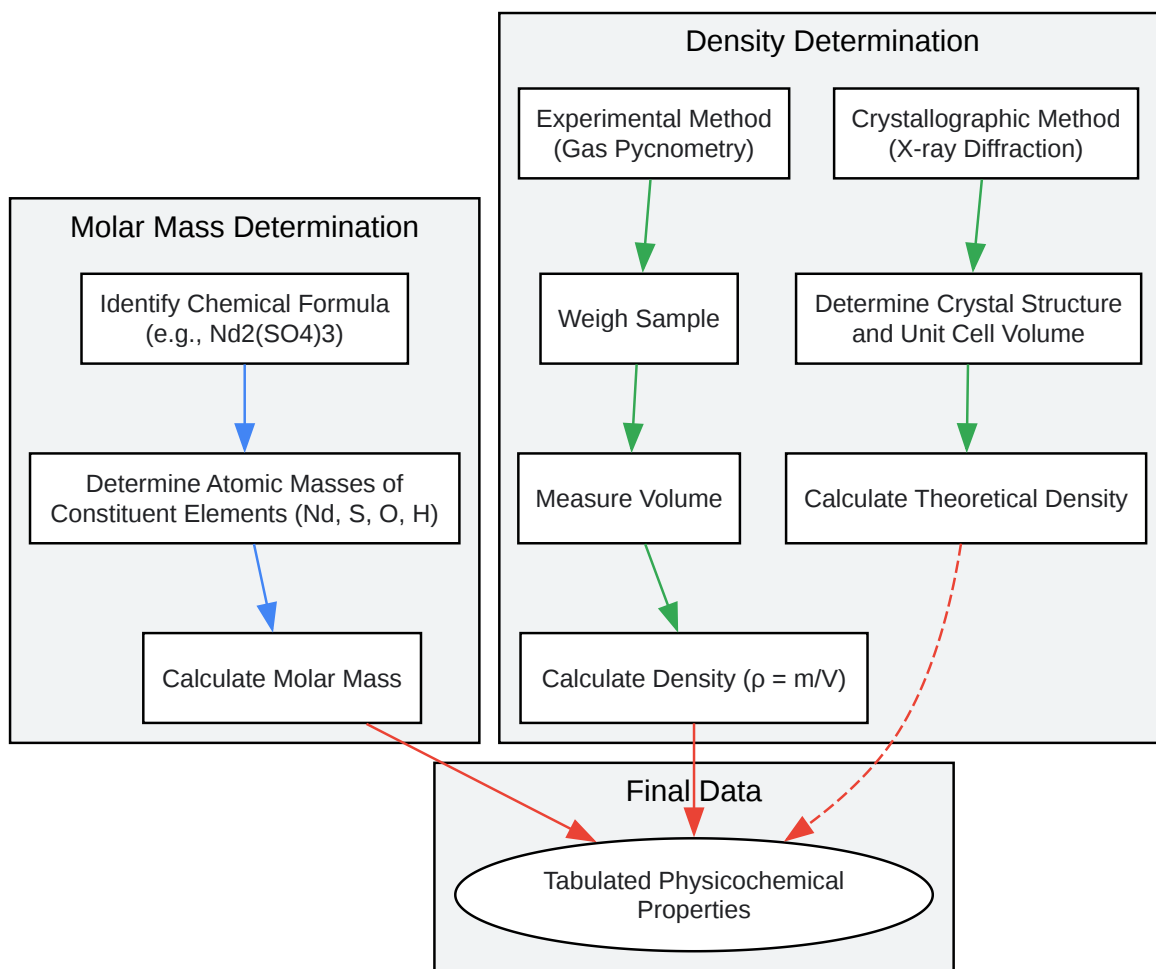 Density Determination
Experimental Method
(Gas Pycnometry)
Crystallographic Method
(X-ray Diffraction)
Molar Mass Determination
Identify Chemical Formula
(e.g., Nd2(SO4)3)
Weigh Sample
Determine Crystal Structure
and Unit Cell Volume
Determine Atomic Masses of
Constituent Elements (Nd, S, O, H)
Measure Volume
Calculate Theoretical Density
Calculate Molar Mass
Calculate Density (ρ = m/V)
Final Data
Tabulated Physicochemical
Properties